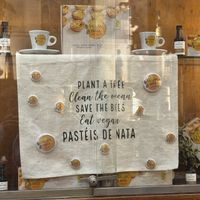 PLANT A TREE
Clean the ocean
SAVE THE BEES
Eat vegan
PASTÉIS DE NATA